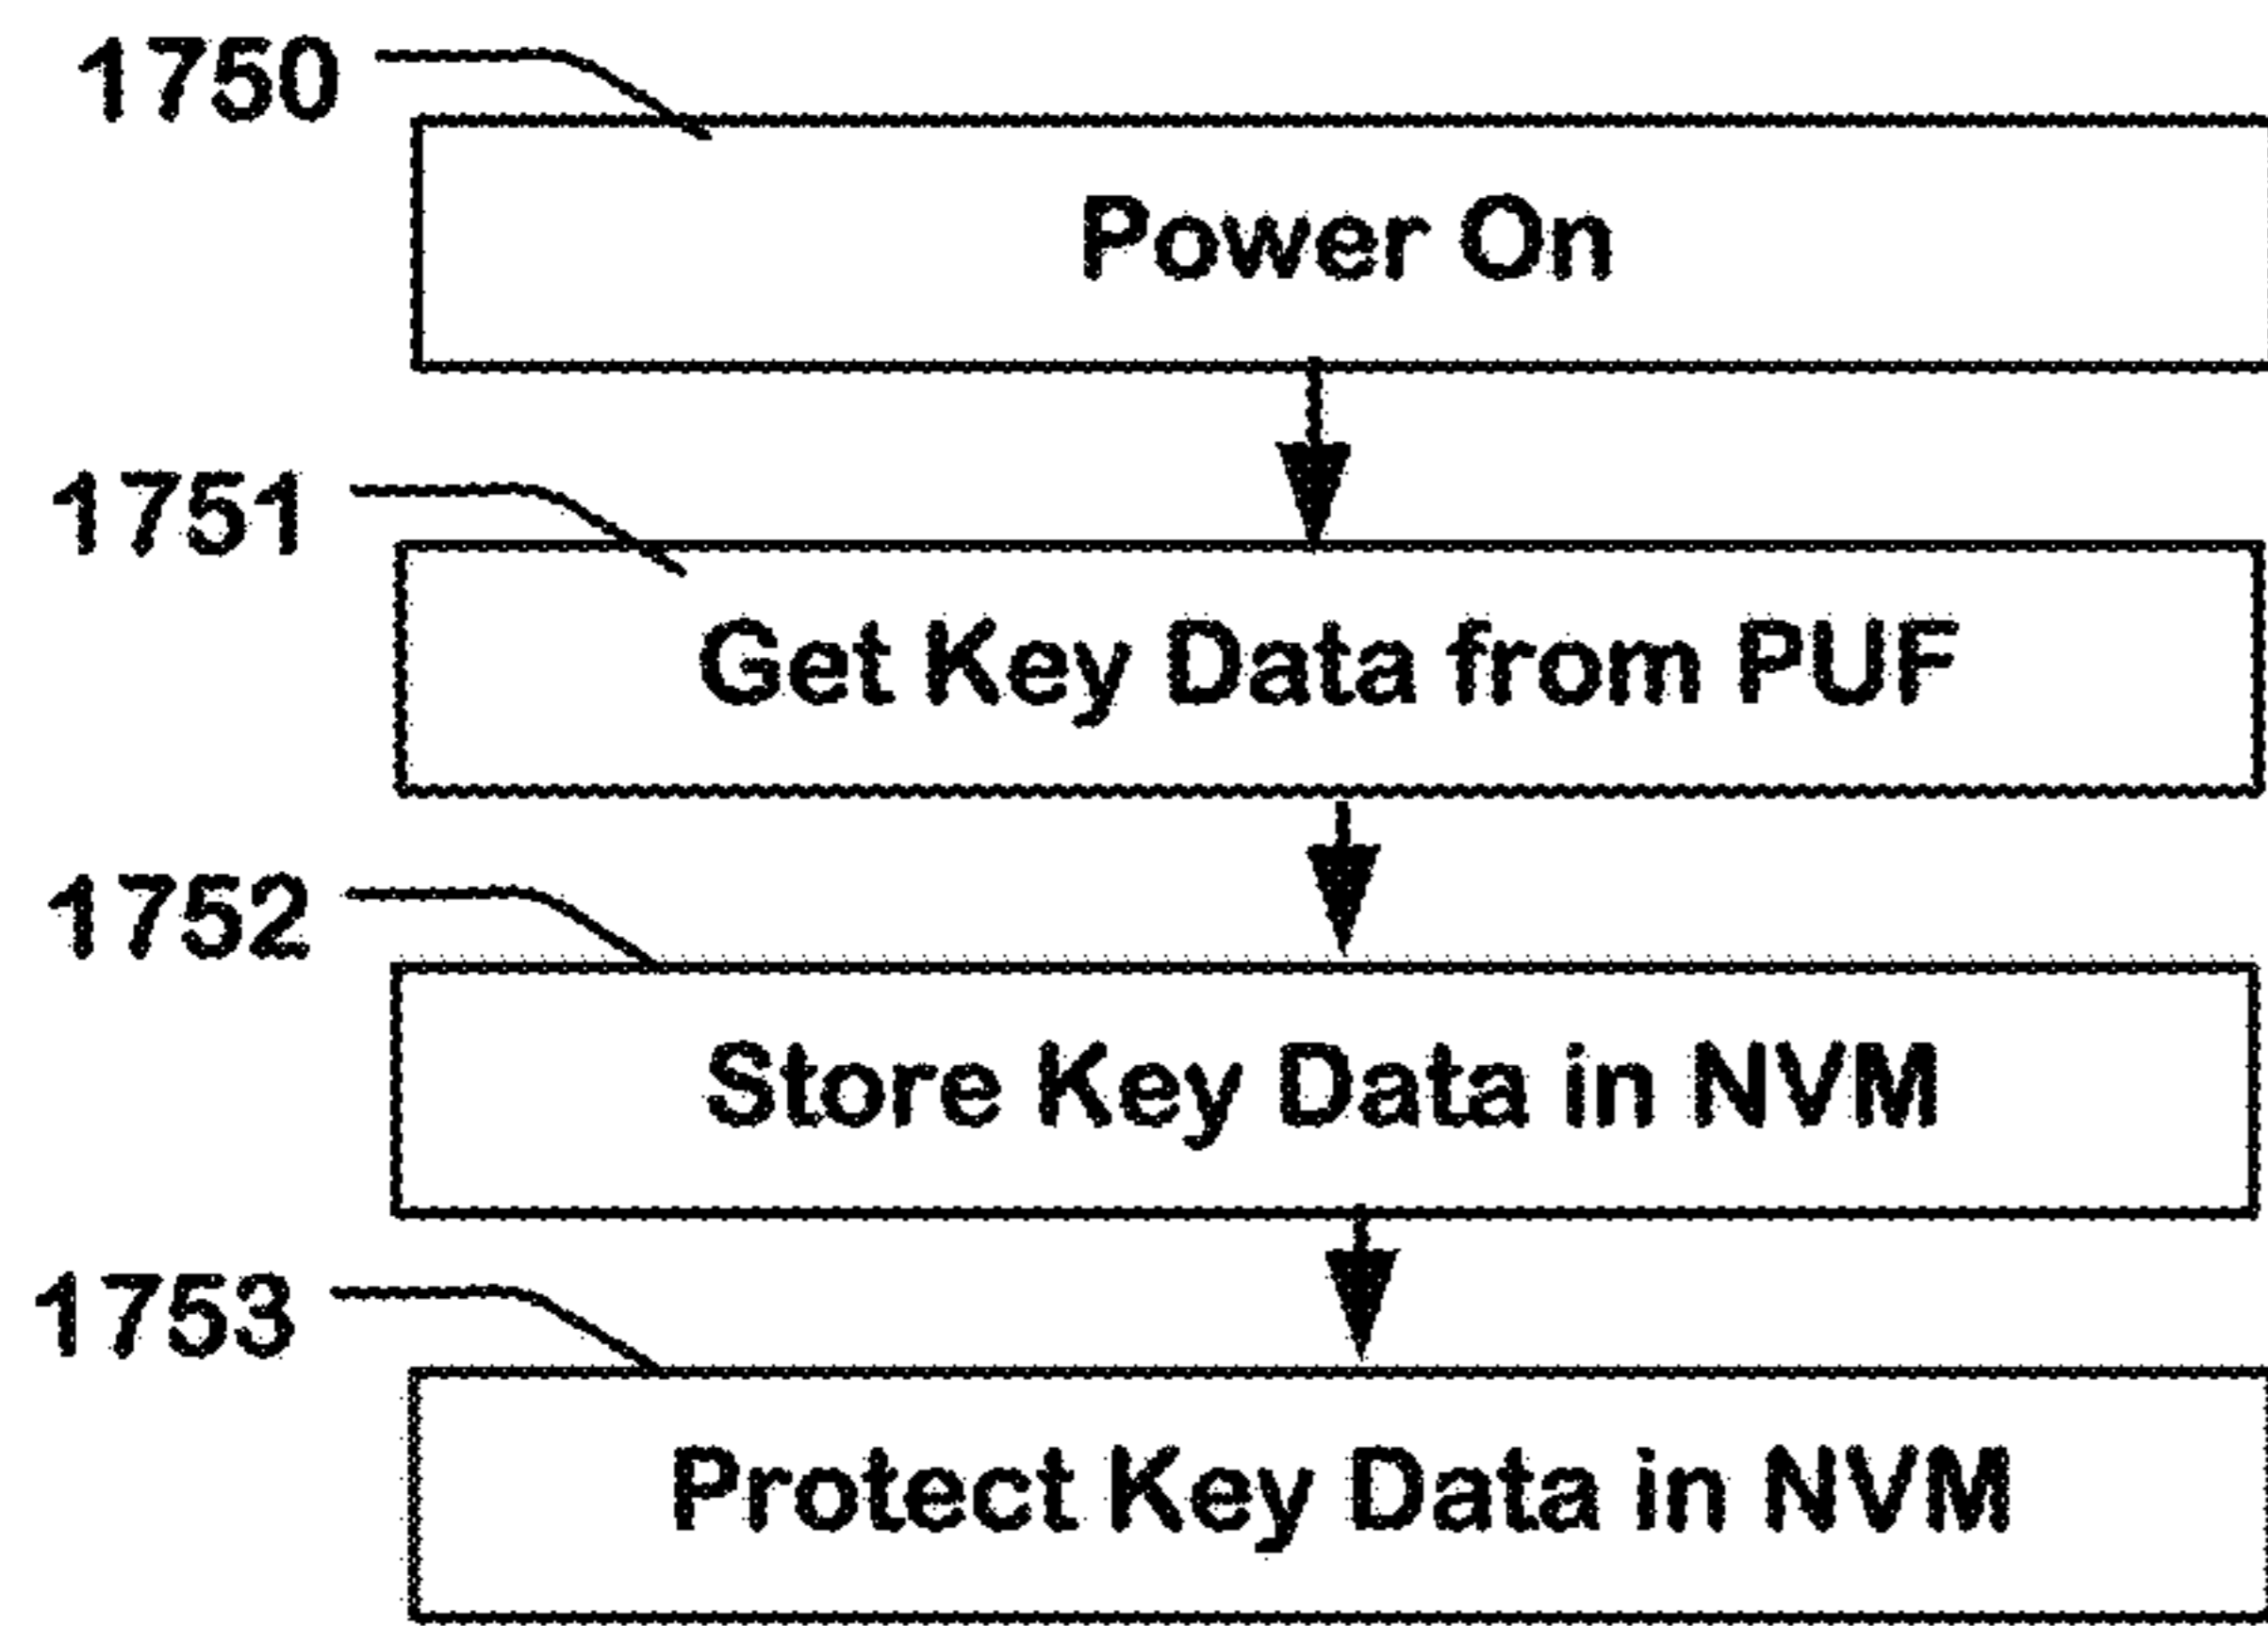 1750
Power On
1751
Get Key Data from PUF
1752
Store Key Data in NVM
1753
Protect Key Data in NVM